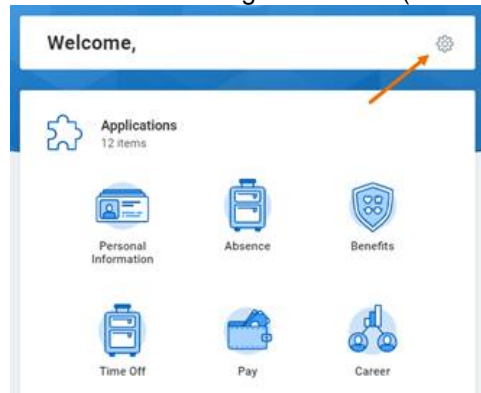 Welcome,
Applications
12 items
Personal
Information
Absence
Benefits
Time Off
Pay
Career